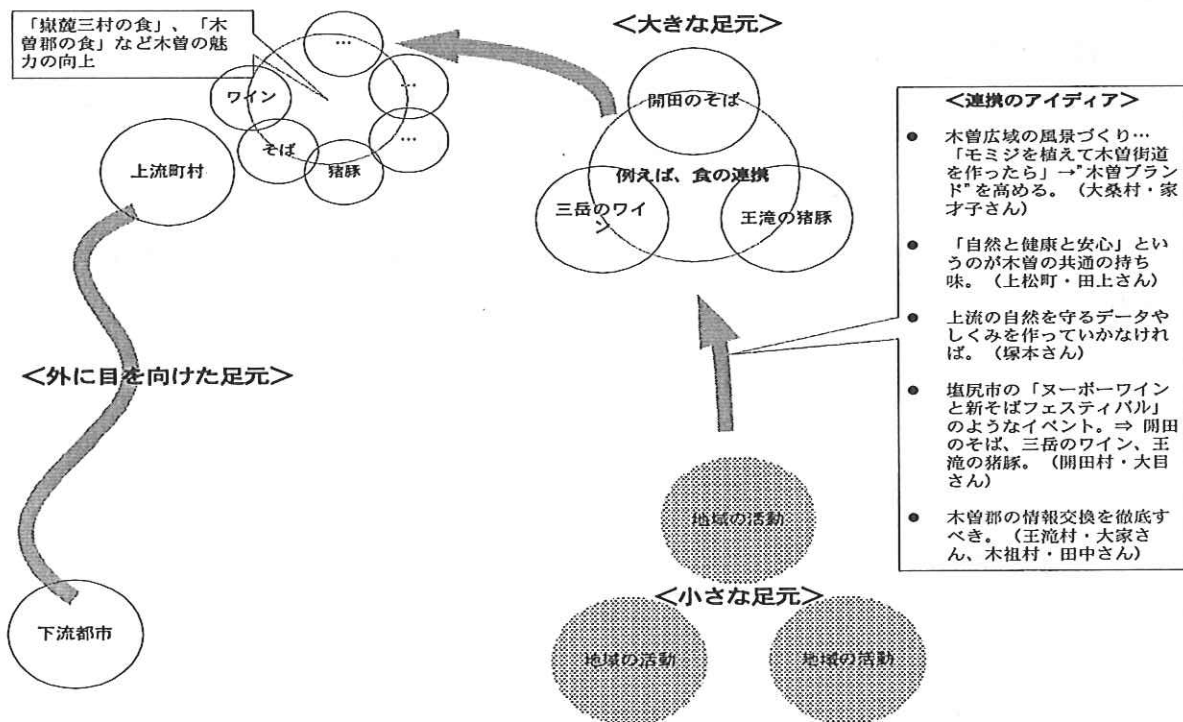 「嶽麓三村の食」、「木
曽郡の食」など木曽の魅
力の向上
…
…
…
ワイン
そば
猪豚
上流町村
＜外に目を向けた足元＞
下流都市
＜大きな足元＞
開田のそば
例えば、食の連携
三岳のワイ
ン
王滝の猪豚
地域の活動
＜小さな足元＞
地域の活動
地域の活動
＜連携のアイディア＞
● 木曽広域の風景づくり…
「モミジを植えて木曽街道
を作ったら」→"木曽ブラン
ド"を高める。（大桑村・家
才子さん）
● 「自然と健康と安心」とい
うのが木曽の共通の持ち
味。（上松町・田上さん）
● 上流の自然を守るデータや
しくみを作っていかなけれ
ば。（塚本さん）
● 塩尻市の「ヌーボーワイン
と新そばフェスティバル」
のようなイベント。⇒ 開田
のそば、三岳のワイン、王
滝の猪豚。（開田村・大目
さん）
● 木曽郡の情報交換を徹底す
べき。（王滝村・大家さ
ん、木祖村・田中さん）